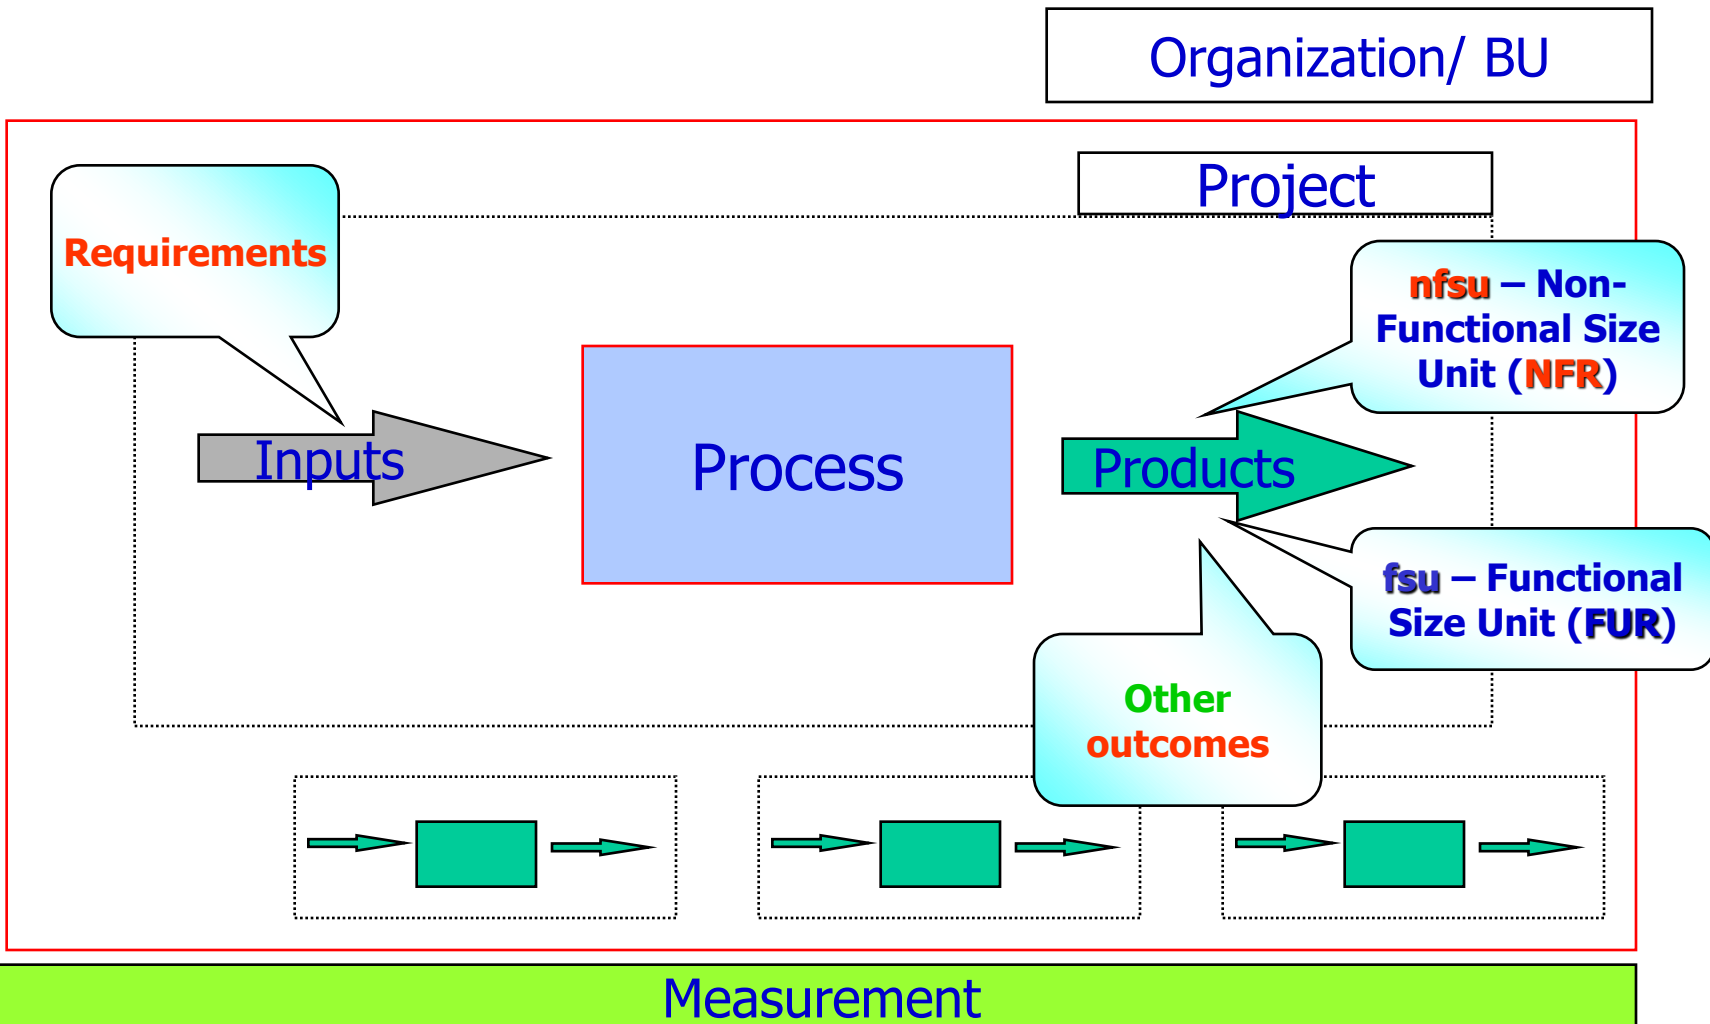 Organization/ BU
Project
Requirements
nfsu – Non-
Functional Size
Unit (NFR)
Inputs
Process
Products
fsu – Functional
Size Unit (FUR)
Other
outcomes
Measurement